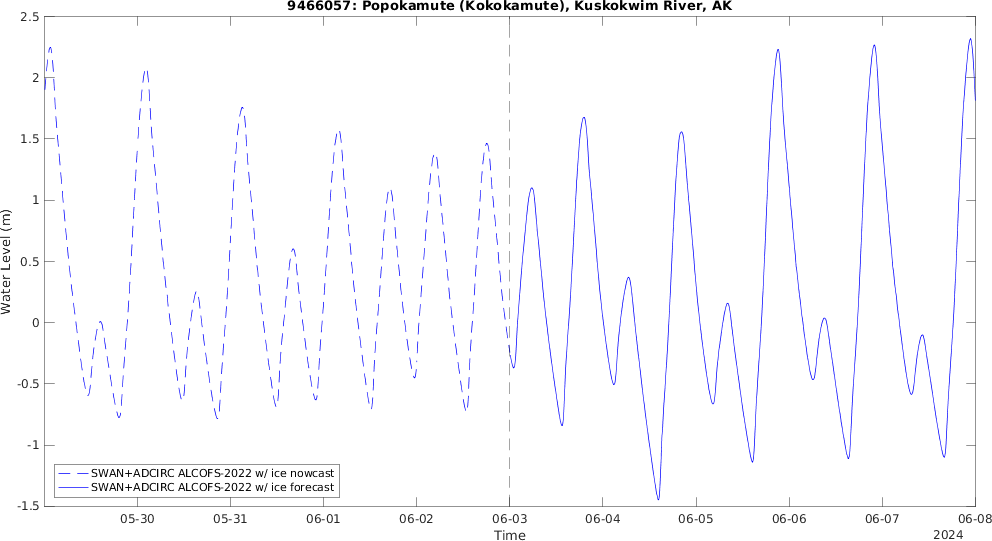 9466057: Popokamute (Kokokamute), Kuskokwim River, AK
Water Level (m)
2.5
2
1.5
1
0.5
0
-0.5
-1
-1.5
SWAN+ADCIRC ALCOFS-2022 w/ ice nowcast
SWAN+ADCIRC ALCOFS-2022 w/ ice forecast
05-30 05-31 06-01 06-02 06-03 06-04 06-05 06-06 06-07 06-08
Time
2024